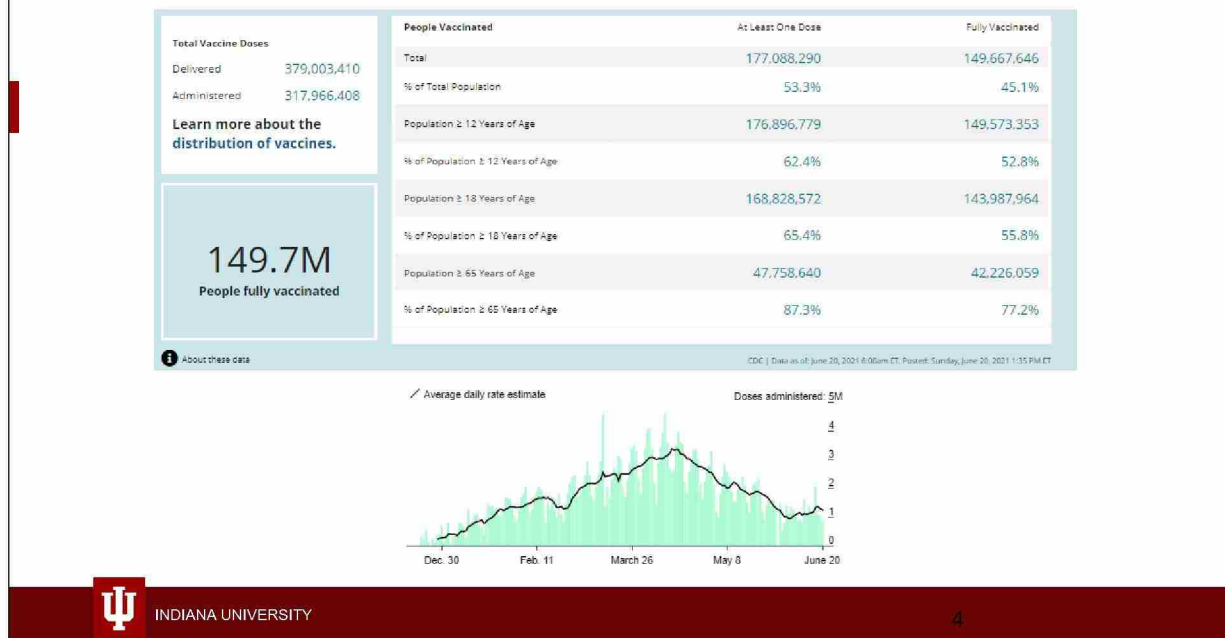 Total Vaccine Doses
Delivered 379,003,410
Administered 317,966,408
Learn more about the
distribution of vaccines.
149.7M
People fully vaccinated
People Vaccinated At Least One Dose Fully Vaccinated
Total 177,088,290 149,667,646
% of Total Population 53.3% 45.1%
Population ≥ 12 Years of Age 176,896,779 149,573,353
% of Population ≥ 12 Years of Age 62.4% 52.8%
Population ≥ 18 Years of Age 168,828,572 143,987,964
% of Population ≥ 18 Years of Age 65.4% 55.8%
Population ≥ 65 Years of Age 47,758,640 42,226,059
% of Population ≥ 65 Years of Age 87.3% 77.2%
About these data
CDC | Data as of: June 20, 2021 6:00am ET. Posted: Sunday, June 20, 2021 1:35 PM ET
Average daily rate estimate Doses administered: 5M
4
3
2
1
0
Dec. 30 Feb. 11 March 26 May 8 June 20
INDIANA UNIVERSITY
4